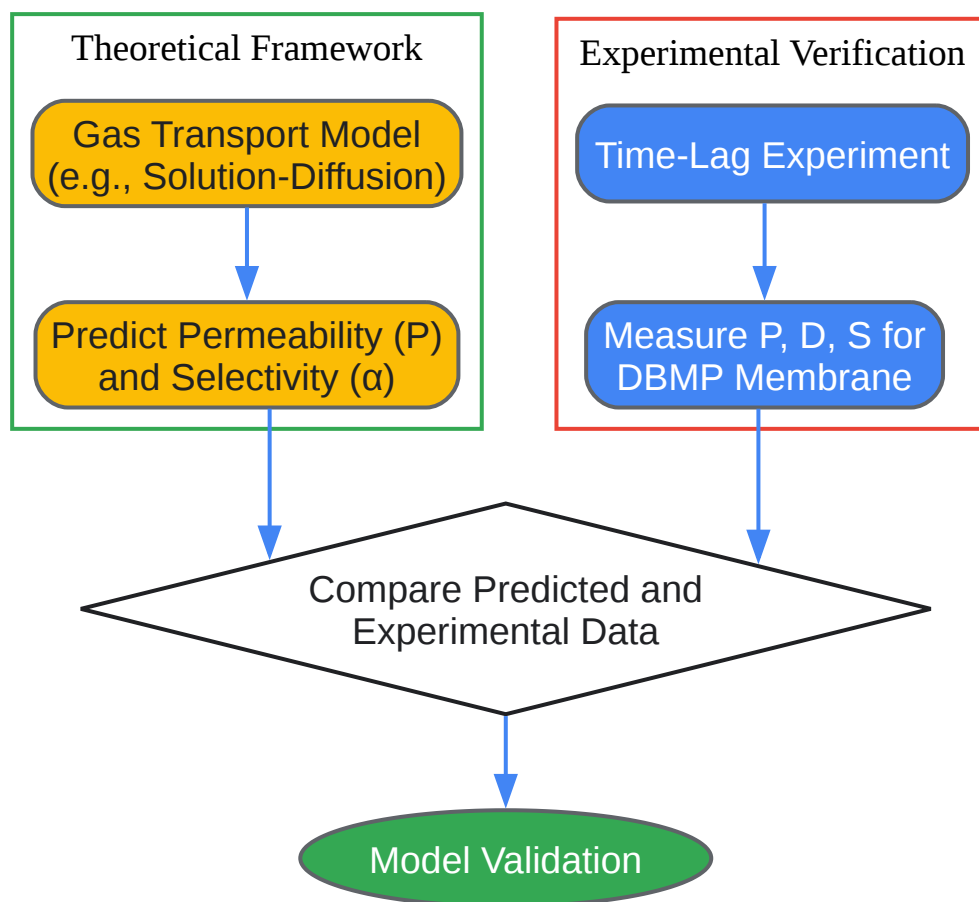 Theoretical Framework
Gas Transport Model
(e.g., Solution-Diffusion)
Predict Permeability (P)
and Selectivity (α)
Experimental Verification
Time-Lag Experiment
Measure P, D, S for
DBMP Membrane
Compare Predicted and
Experimental Data
Model Validation